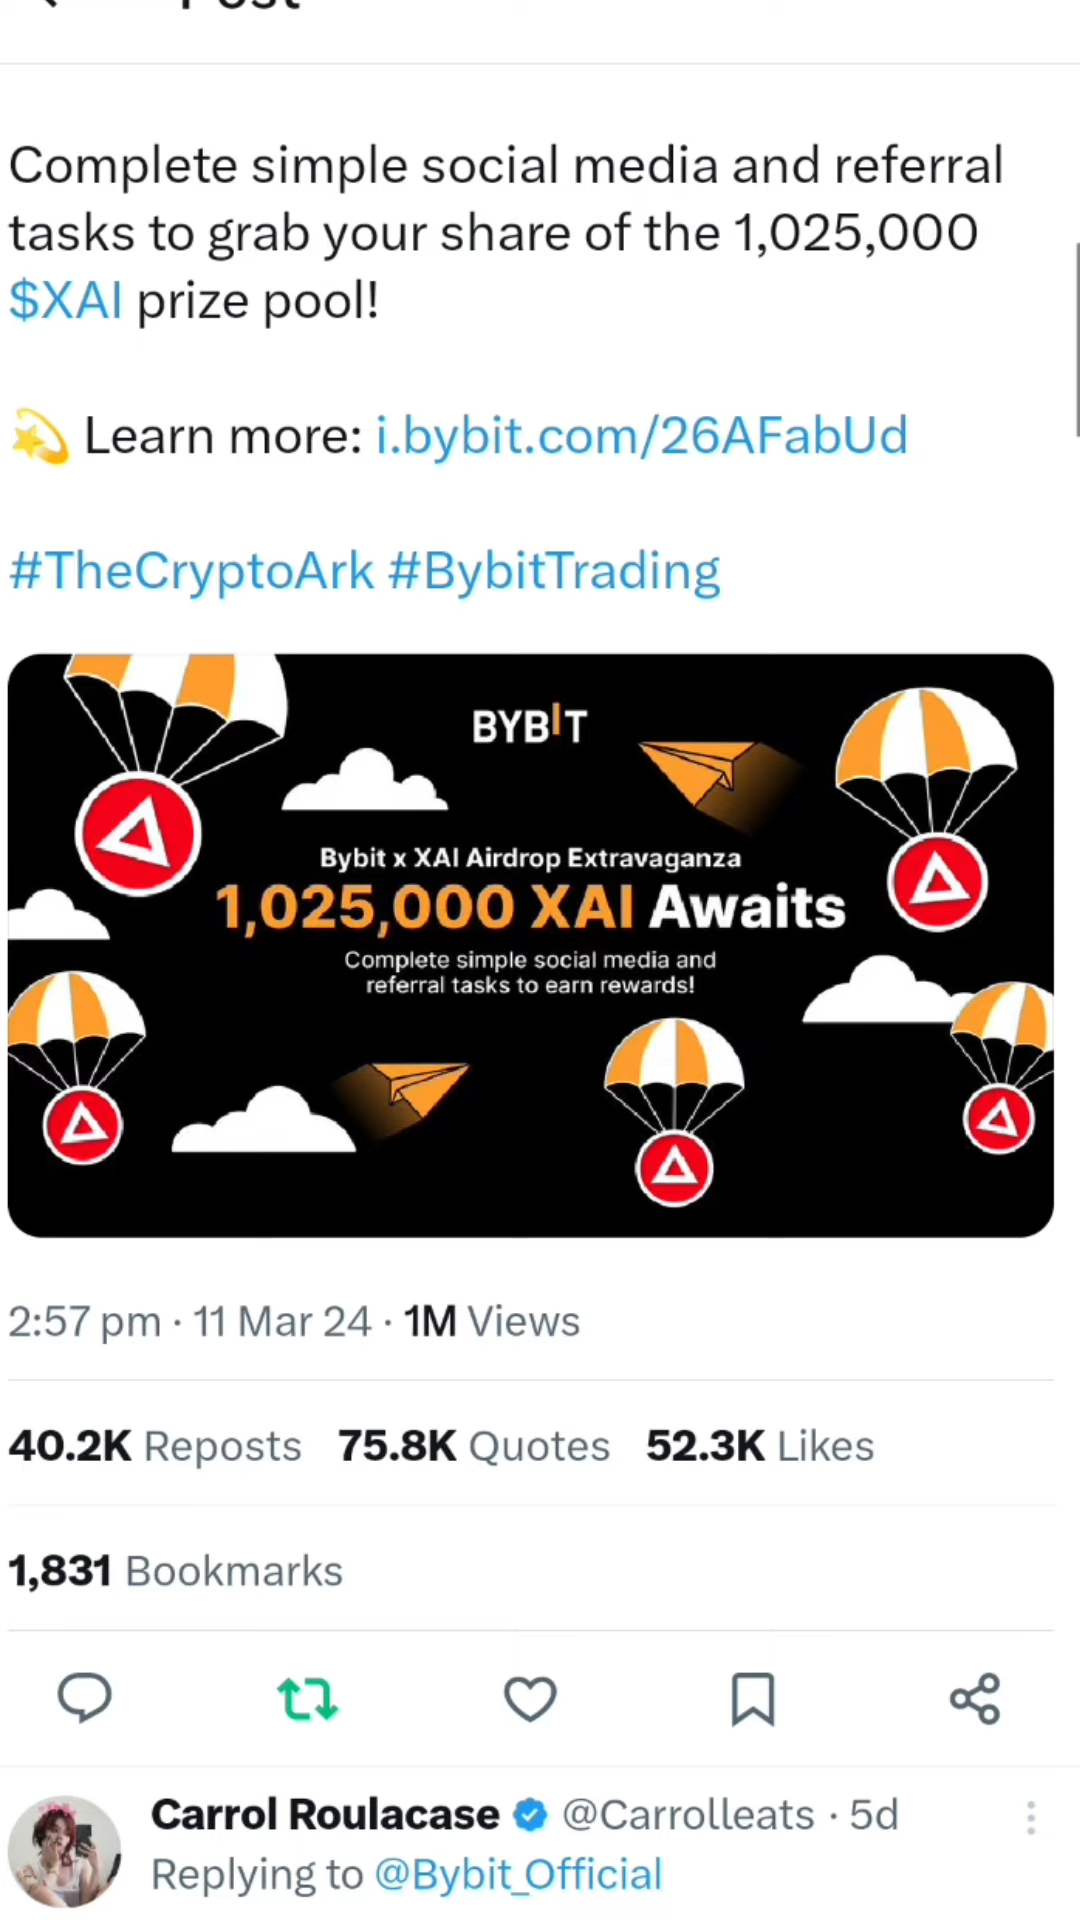 Post
Complete simple social media and referral
tasks to grab your share of the 1,025,000
$XAI prize pool!
💫 Learn more: i.bybit.com/26AFabUd
#TheCryptoArk #BybitTrading
BYBIT
Bybit x XAI Airdrop Extravaganza
1,025,000 XAI Awaits
Complete simple social media and
referral tasks to earn rewards!
2:57 pm · 11 Mar 24 · 1M Views
40.2K Reposts 75.8K Quotes 52.3K Likes
1,831 Bookmarks
Carrol Roulacase @Carrolleats · 5d
Replying to @Bybit_Official